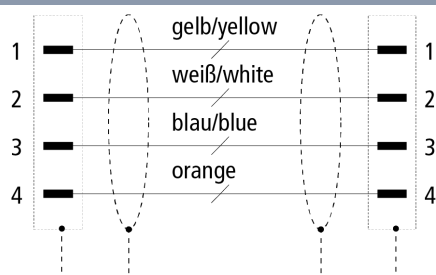 gelb/yellow
1 1
weiß/white
2 2
blau/blue
3 3
orange
4 4